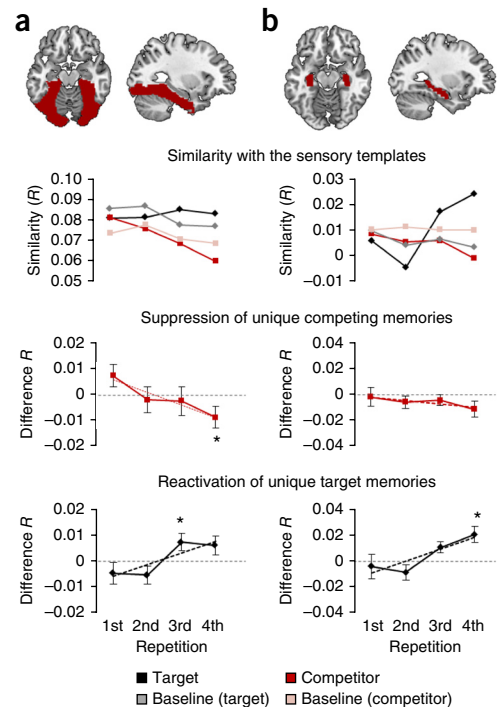 a b
Similarity with the sensory templates
Similarity (R)
0.10
0.09
0.08
0.07
0.06
0.05
0.03
0.02
0.01
0
−0.01
Suppression of unique competing memories
Difference R
0.02
0.01
0
−0.01
−0.02
*
Difference R
0.04
0.02
0
−0.02
−0.04
Reactivation of unique target memories
Difference R
0.02
0.01
0
−0.01
−0.02
*
1st 2nd 3rd 4th
Repetition
Difference R
0.04
0.02
0
−0.02
−0.04
*
1st 2nd 3rd 4th
Repetition
Target Competitor
Baseline (target) Baseline (competitor)